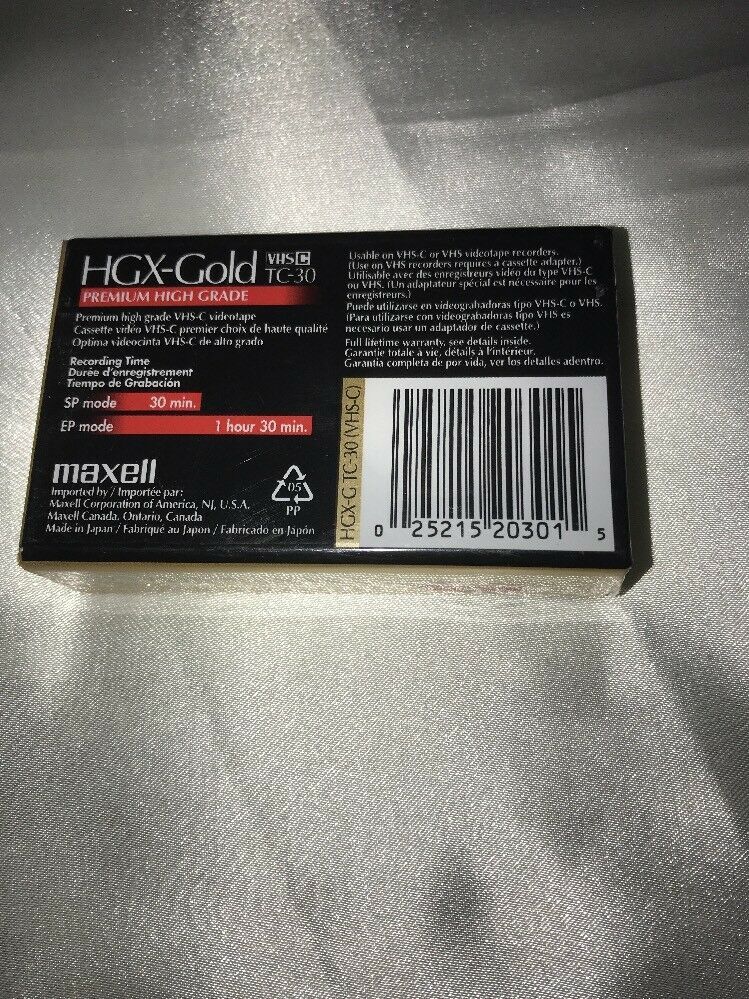 HGX-Gold VHS C
TC-30
PREMIUM HIGH GRADE
Premium high grade VHS-C videotape
Cassette vidéo VHS-C premier choix de haute qualité
Optima videocinta VHS-C de alto grado
Recording Time
Durée d'enregistrement
Tiempo de Grabación
SP mode 30 min.
EP mode 1 hour 30 min.
maxell
Imported by / Importée par:
Maxell Corporation of America, NJ, U.S.A.
Maxell Canada, Ontario, Canada
Made in Japan / Fabriqué au Japon / Fabricado en Japón
05
PP
Usable on VHS-C or VHS videotape recorders.
(Use on VHS recorders requires a cassette adapter.)
Utilisable avec des enregistreurs vidéo du type VHS-C
ou VHS. (Un adaptateur spécial est nécessaire pour les
enregistreurs.)
Puede utilizarse en videograbadoras tipo VHS-C o VHS.
(Para utilizarse con videograbadoras tipo VHS es
necesario usar un adaptador de cassette.)
Full lifetime warranty, see details inside.
Garantie totale à vie, détails à l'intérieur.
Garantía completa de por vida, ver los detalles adentro.
HGX-G TC-30 (VHS-C)
0 25215 20301 5